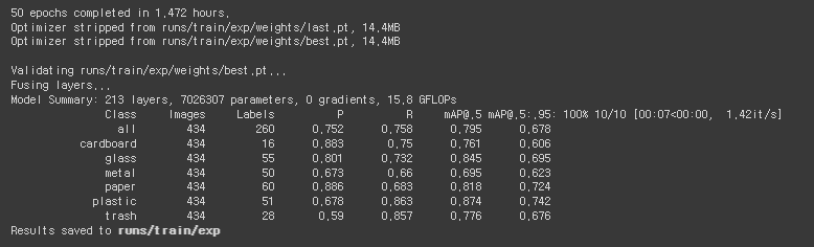 50 epochs completed in 1.472 hours.
Optimizer stripped from runs/train/exp/weights/last.pt, 14.4MB
Optimizer stripped from runs/train/exp/weights/best.pt, 14.4MB
Validating runs/train/exp/weights/best.pt...
Fusing layers...
Model Summary: 213 layers, 7026307 parameters, 0 gradients, 15.8 GFLOPs
Class Images Labels P R mAP@.5 mAP@.5:.95: 100% 10/10 [00:07<00:00, 1.42it/s]
all 434 260 0.752 0.758 0.795 0.678
cardboard 434 16 0.883 0.75 0.761 0.606
glass 434 55 0.801 0.732 0.845 0.695
metal 434 50 0.673 0.66 0.695 0.623
paper 434 60 0.886 0.683 0.818 0.724
plastic 434 51 0.678 0.863 0.874 0.742
trash 434 28 0.59 0.857 0.776 0.676
Results saved to runs/train/exp